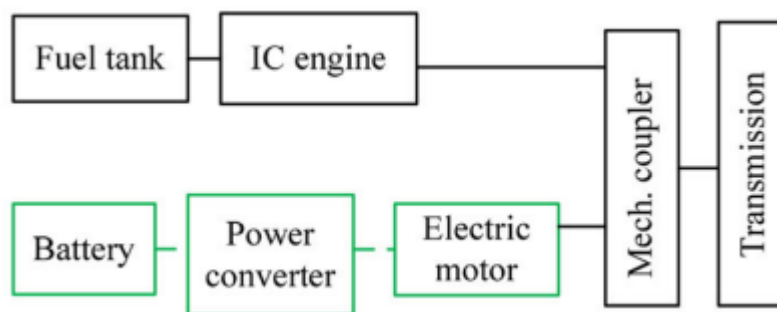 Fuel tank
IC engine
Mech. coupler
Transmission
Battery
Power
converter
Electric
motor